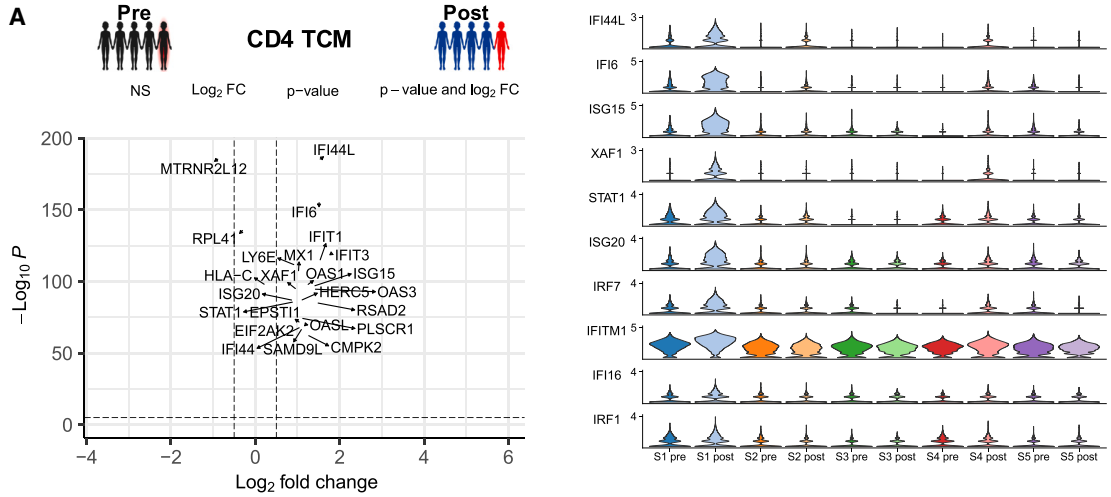 A
Pre
CD4 TCM
Post
NS
Log2 FC
p-value
p – value and log2 FC
200
150
100
50
0
−Log10 P
IFI44L
MTRNR2L12
IFI6
RPL41
IFIT1
LY6E
MX1
IFIT3
HLA−C
XAF1
OAS1
ISG15
ISG20
HERC5
OAS3
STAT1
EPSTI1
RSAD2
EIF2AK2
OASL
PLSCR1
IFI44
SAMD9L
CMPK2
−4
−2
0
2
4
6
Log2 fold change
IFI44L 3
IFI6 5
ISG15 5
XAF1 3
STAT1 4
ISG20 4
IRF7 4
IFITM1 5
IFI16 4
IRF1 4
S1 pre S1 post S2 pre S2 post S3 pre S3 post S4 pre S4 post S5 pre S5 post